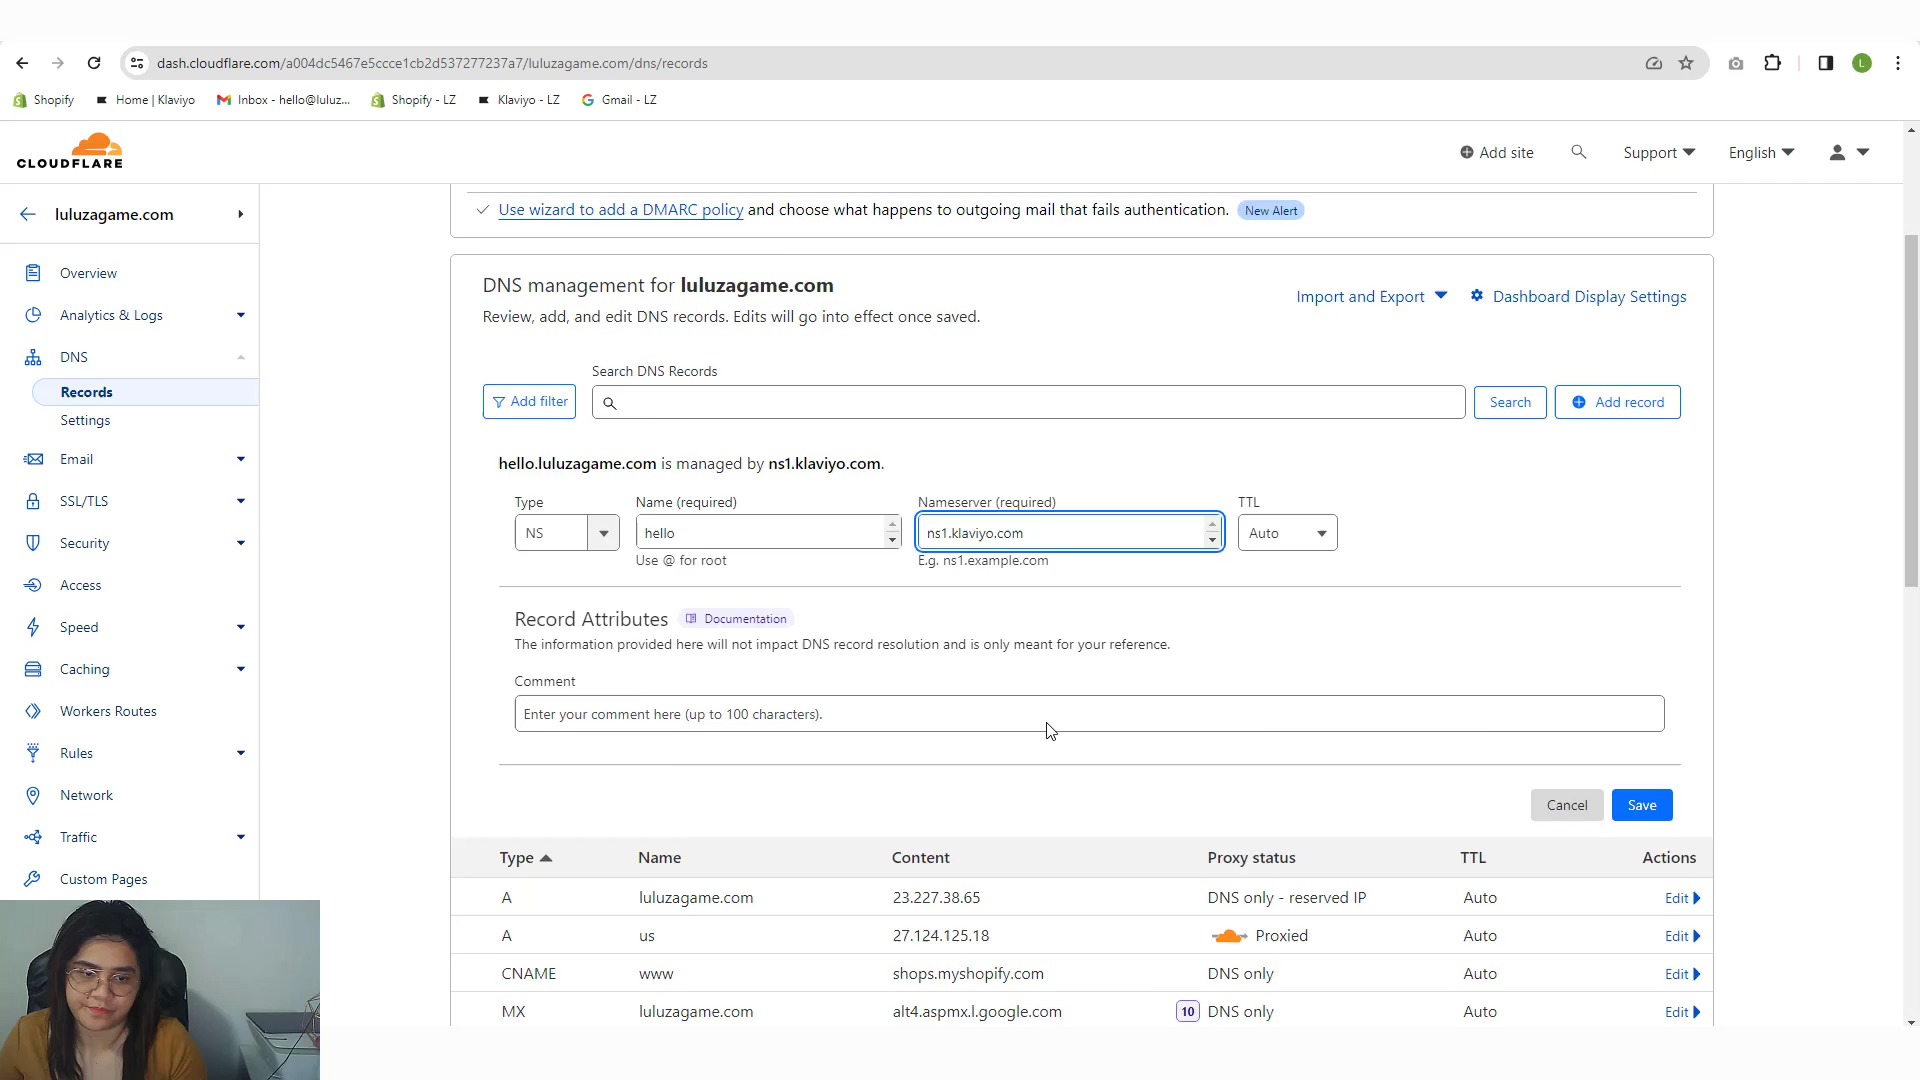 dash.cloudflare.com/a004dc5467e5ccce1cb2d537277237a7/luluzagame.com/dns/records
L
Shopify
Home | Klaviyo
Inbox - hello@luluz...
Shopify - LZ
Klaviyo - LZ
Gmail - LZ
CLOUDFLARE
Add site
Support
English
luluzagame.com
Overview
Analytics & Logs
DNS
Records
Settings
Email
SSL/TLS
Security
Access
Speed
Caching
Workers Routes
Rules
Network
Traffic
Custom Pages
Use wizard to add a DMARC policy and choose what happens to outgoing mail that fails authentication. New Alert
DNS management for luluzagame.com
Review, add, and edit DNS records. Edits will go into effect once saved.
Import and Export
Dashboard Display Settings
Search DNS Records
Add filter
Search
Add record
hello.luluzagame.com is managed by ns1.klaviyo.com.
Type Name (required) Nameserver (required) TTL
NS hello ns1.klaviyo.com Auto
Use @ for root E.g. ns1.example.com
Record Attributes Documentation
The information provided here will not impact DNS record resolution and is only meant for your reference.
Comment
Enter your comment here (up to 100 characters).
Cancel Save
Type Name Content Proxy status TTL Actions
A luluzagame.com 23.227.38.65 DNS only - reserved IP Auto Edit
A us 27.124.125.18 Proxied Auto Edit
CNAME www shops.myshopify.com DNS only Auto Edit
MX luluzagame.com alt4.aspmx.l.google.com 10 DNS only Auto Edit